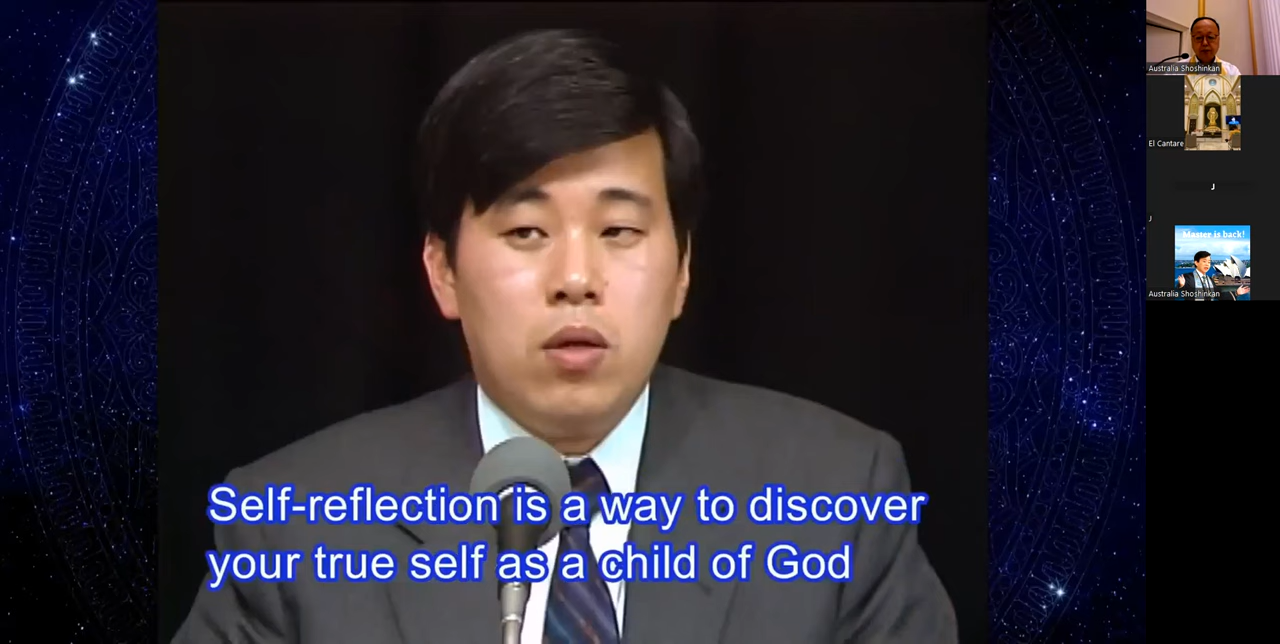 Self-reflection is a way to discover
your true self as a child of God
Australia Shoshinkan
El Cantare
J
J
Master is back!
Australia Shoshinkan